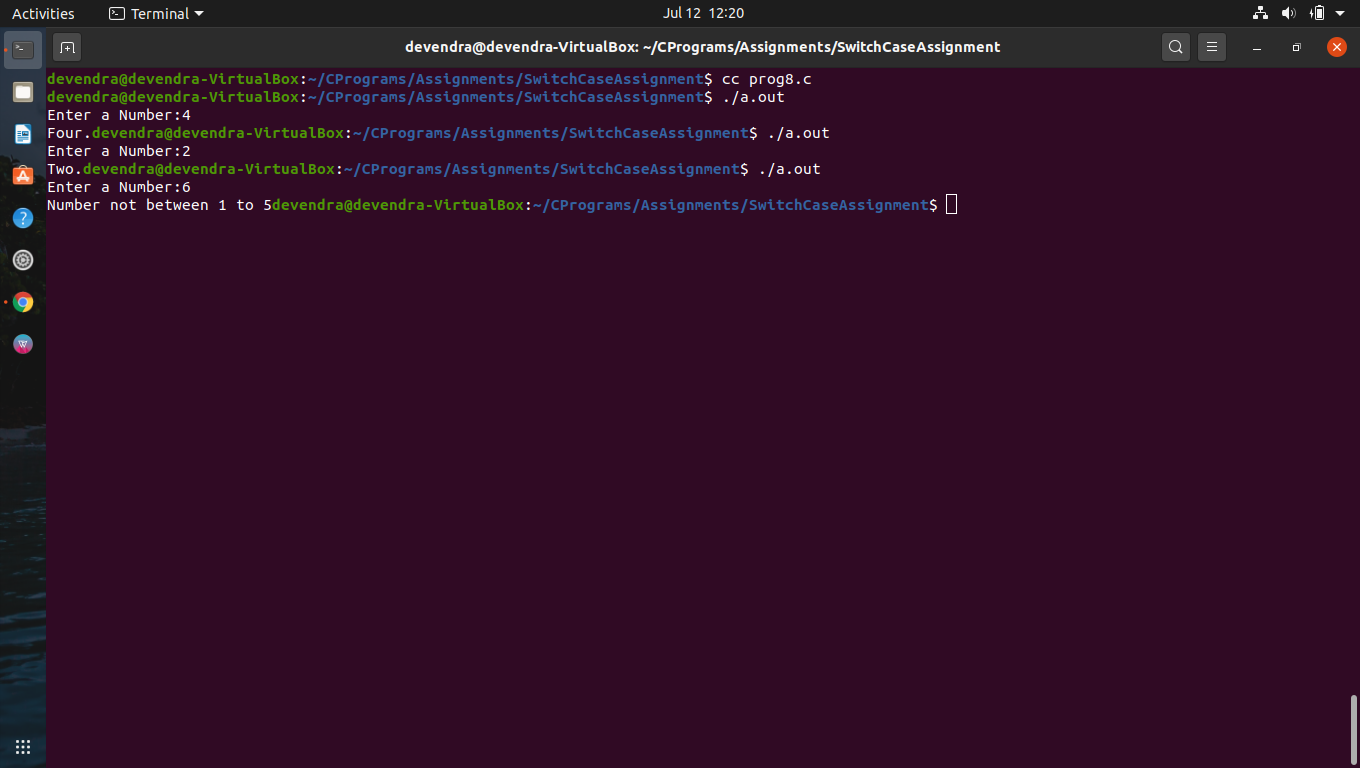 Activities Terminal Jul 12 12:20
devendra@devendra-VirtualBox: ~/CPrograms/Assignments/SwitchCaseAssignment
devendra@devendra-VirtualBox:~/CPrograms/Assignments/SwitchCaseAssignment$ cc prog8.c
devendra@devendra-VirtualBox:~/CPrograms/Assignments/SwitchCaseAssignment$ ./a.out
Enter a Number:4
Four.devendra@devendra-VirtualBox:~/CPrograms/Assignments/SwitchCaseAssignment$ ./a.out
Enter a Number:2
Two.devendra@devendra-VirtualBox:~/CPrograms/Assignments/SwitchCaseAssignment$ ./a.out
Enter a Number:6
Number not between 1 to 5devendra@devendra-VirtualBox:~/CPrograms/Assignments/SwitchCaseAssignment$